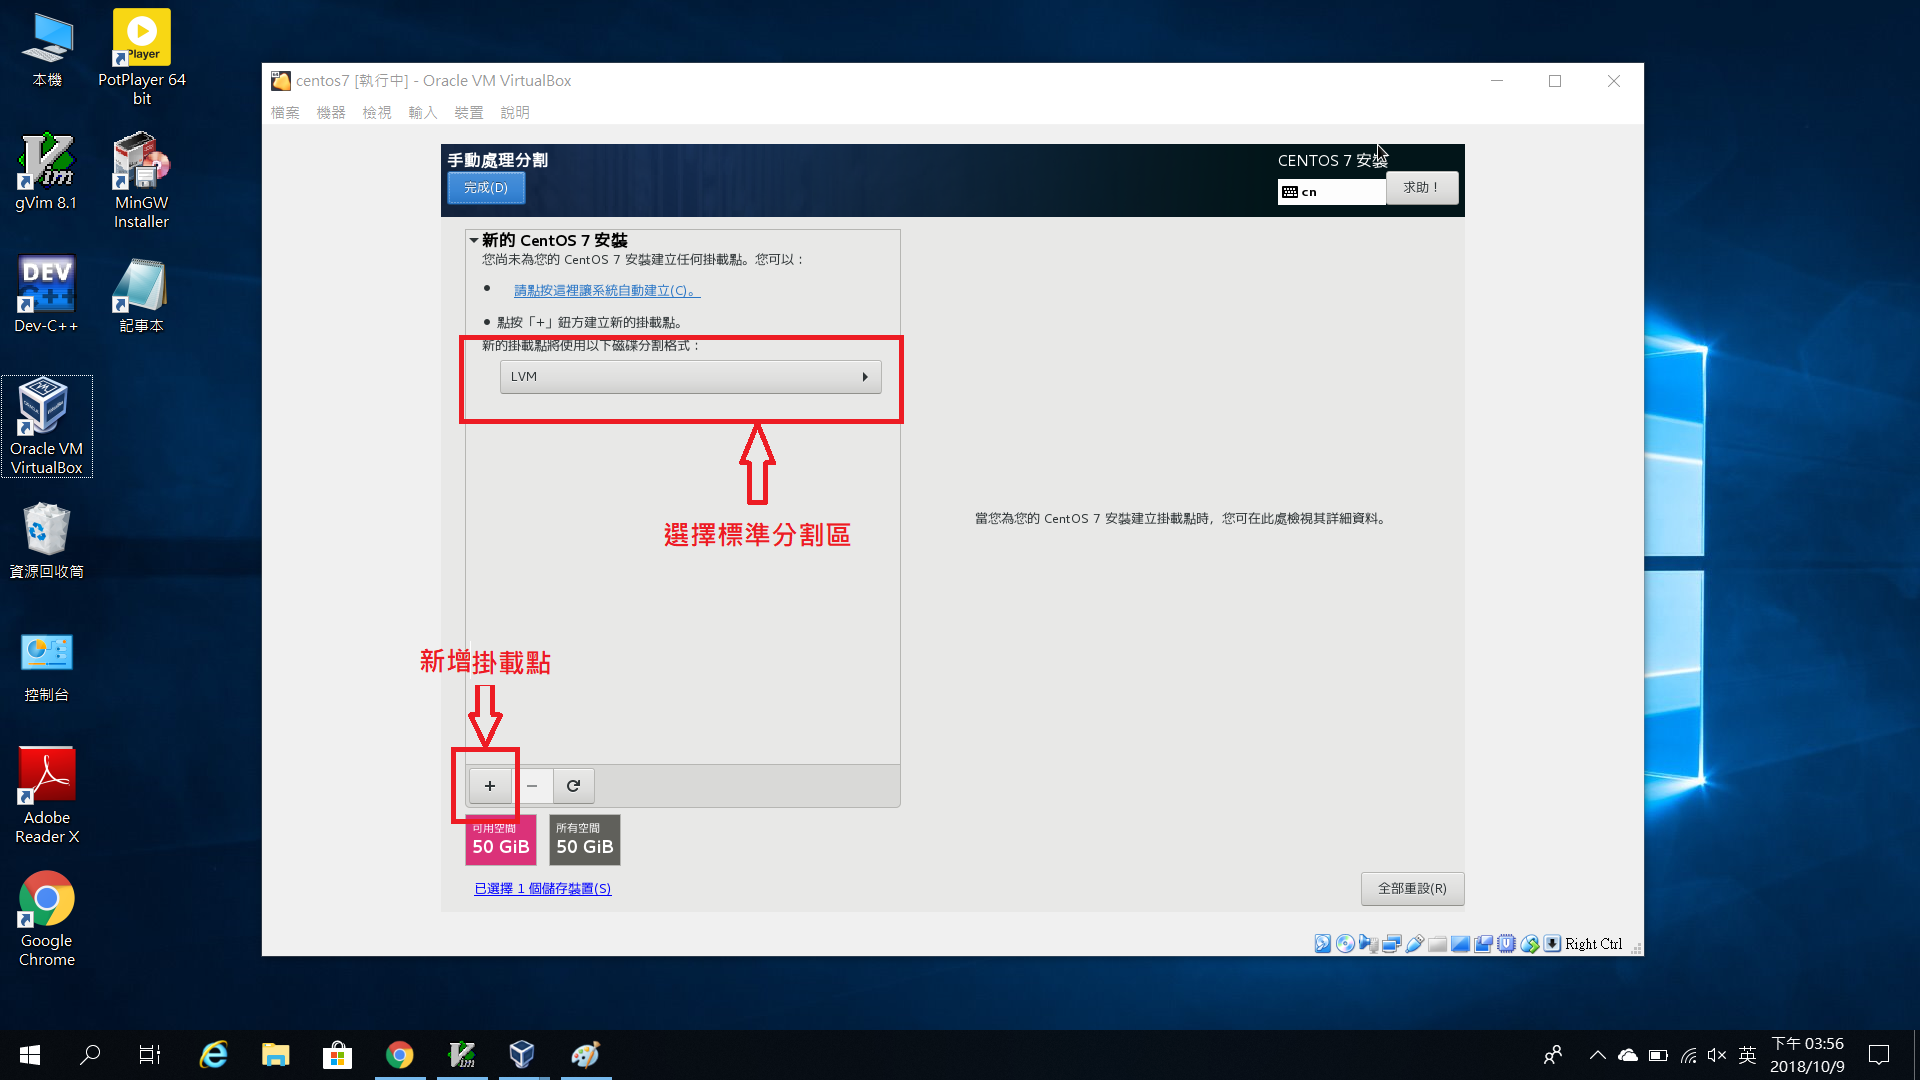 本機
PotPlayer 64 bit
gVim 8.1
MinGW Installer
Dev-C++
記事本
Oracle VM VirtualBox
資源回收筒
控制台
Adobe Reader X
Google Chrome
centos7 [執行中] - Oracle VM VirtualBox
檔案 機器 檢視 輸入 裝置 說明
手動處理分割
完成(D)
CENTOS 7 安裝
cn
求助！
新的 CentOS 7 安裝
您尚未為您的 CentOS 7 安裝建立任何掛載點。您可以：
請點按這裡讓系統自動建立(C)。
點按「+」鈕方建立新的掛載點。
新的掛載點將使用以下磁碟分割格式：
LVM
選擇標準分割區
當您為您的 CentOS 7 安裝建立掛載點時，您可在此處檢視其詳細資料。
新增掛載點
可用空間
50 GiB
所有空間
50 GiB
已選擇 1 個儲存裝置(S)
全部重設(R)
Right Ctrl
英
下午 03:56
2018/10/9